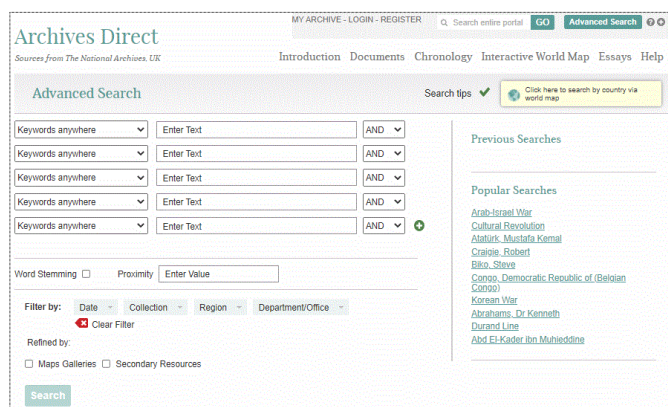 MY ARCHIVE - LOGIN - REGISTER
Search entire portal
GO
Advanced Search
Archives Direct
Sources from The National Archives, UK
Introduction Documents Chronology Interactive World Map Essays Help
Advanced Search
Search tips
Click here to search by country via
world map
Keywords anywhere Enter Text AND
Keywords anywhere Enter Text AND
Keywords anywhere Enter Text AND
Keywords anywhere Enter Text AND
Keywords anywhere Enter Text AND
Word Stemming Proximity Enter Value
Filter by: Date Collection Region Department/Office
Clear Filter
Refined by:
Maps Galleries Secondary Resources
Search
Previous Searches
Popular Searches
Arab-Israel War
Cultural Revolution
Atatürk, Mustafa Kemal
Craigie, Robert
Biko, Steve
Congo, Democratic Republic of (Belgian
Congo)
Korean War
Abrahams, Dr Kenneth
Durand Line
Abd El-Kader ibn Muhieddine